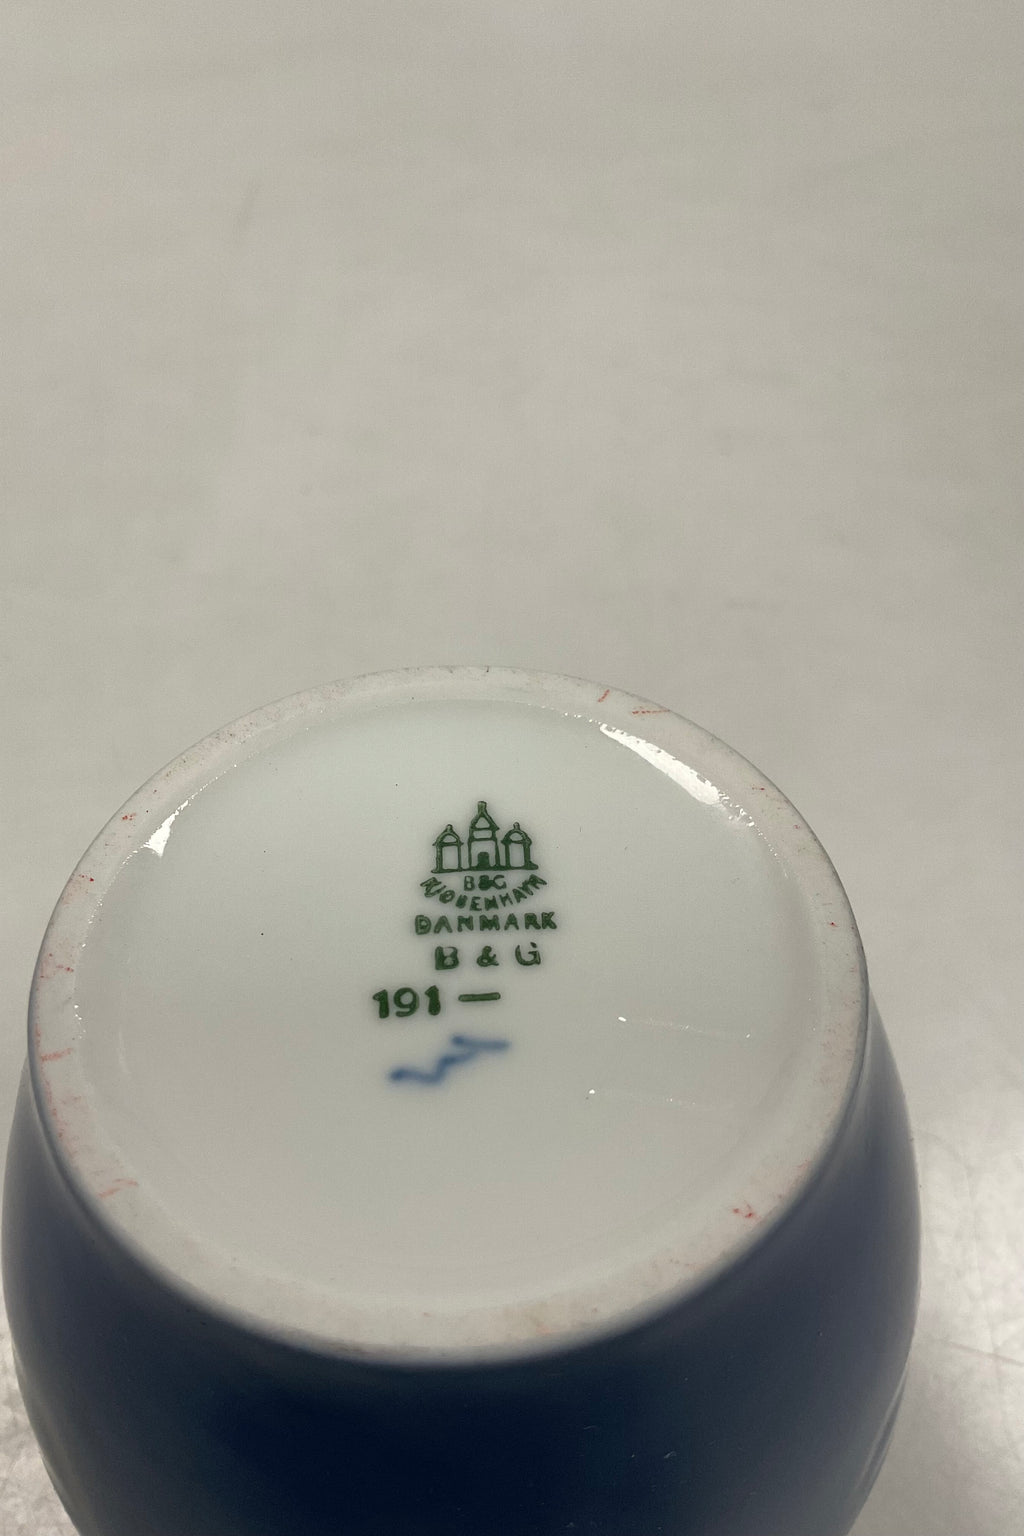 B&G
KJØBENHAVN
DANMARK
B & G
191 —